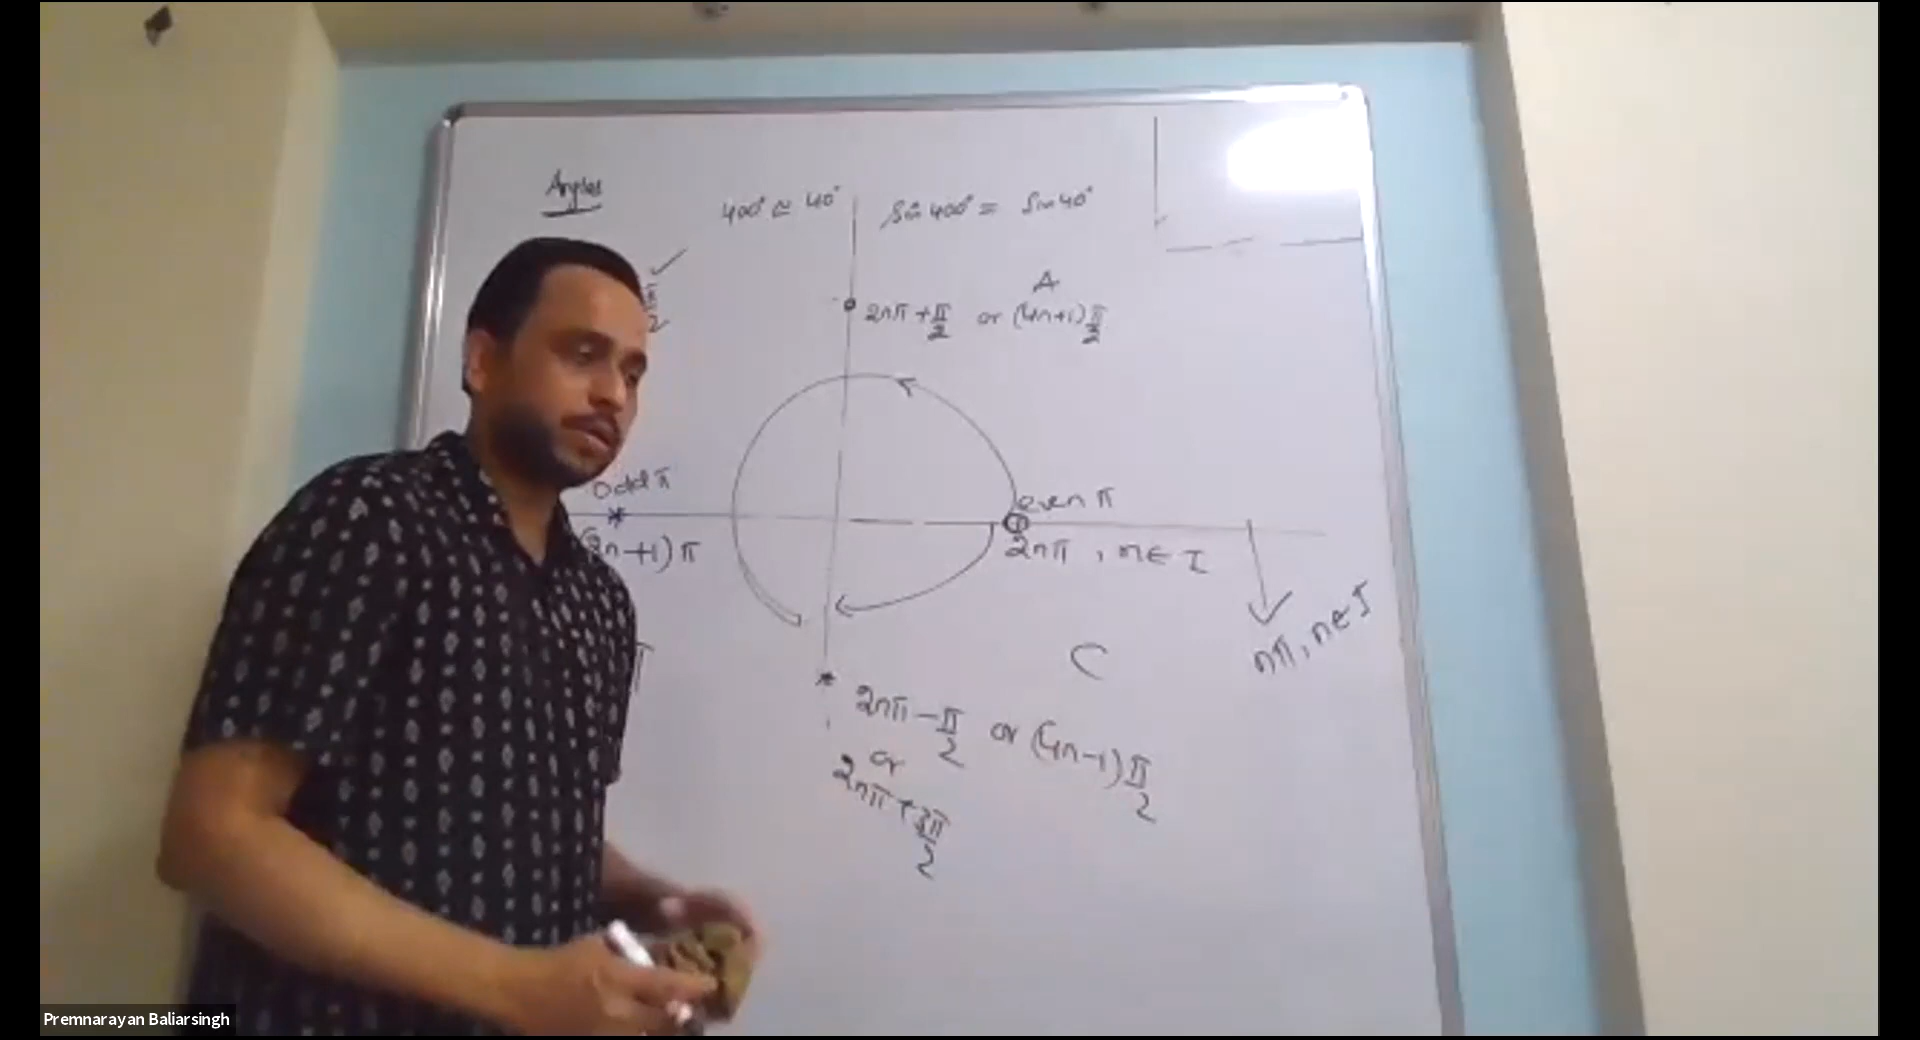 Angles
400° ≅ 40°
Sin 400° = Sin 40°
A
π/2
2nπ + π/2 or (4n+1) π/2
odd π
even π
(2n+1) π
2nπ , n ∈ I
nπ, n ∈ I
C
π
2nπ - π/2 or (4n-1) π/2
or
2nπ + 3π/2
Premnarayan Baliarsingh